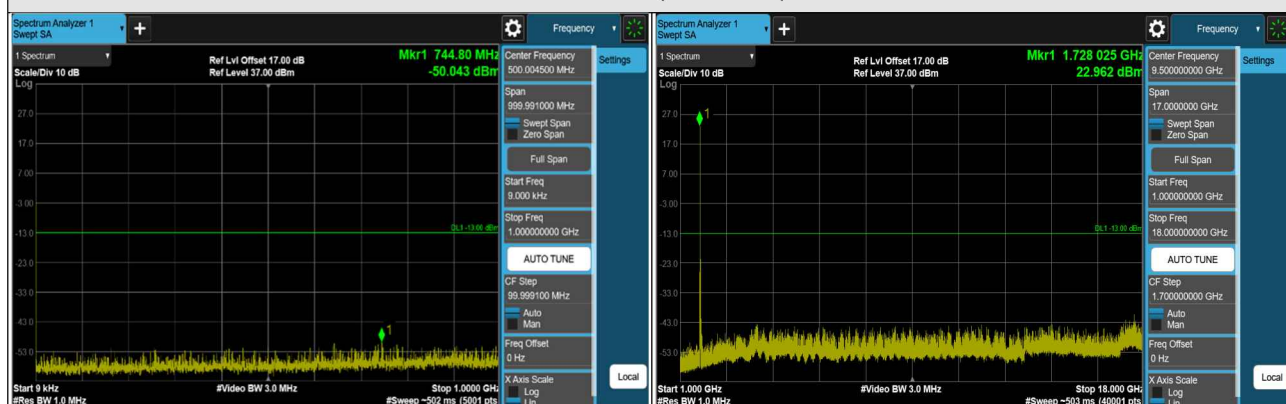 Spectrum Analyzer 1
Swept SA
+
Frequency
1 Spectrum
Scale/Div 10 dB
Log
Ref Lvl Offset 17.00 dB
Ref Level 37.00 dBm
Mkr1 744.80 MHz
-50.043 dBm
27.0
17.0
7.00
-3.00
-13.0
-23.0
-33.0
-43.0
-53.0
1
DL1 -13.00 dBm
Start 9 kHz
#Res BW 1.0 MHz
#Video BW 3.0 MHz
Stop 1.0000 GHz
#Sweep ~502 ms (5001 pts
Center Frequency
500.004500 MHz
Span
999.991000 MHz
Swept Span
Zero Span
Full Span
Start Freq
9.000 kHz
Stop Freq
1.000000000 GHz
AUTO TUNE
CF Step
99.999100 MHz
Auto
Man
Freq Offset
0 Hz
X Axis Scale
Log
Lin
Settings
Local
Spectrum Analyzer 1
Swept SA
+
Frequency
1 Spectrum
Scale/Div 10 dB
Log
Ref Lvl Offset 17.00 dB
Ref Level 37.00 dBm
Mkr1 1.728 025 GHz
22.962 dBm
27.0
17.0
7.00
-3.00
-13.0
-23.0
-33.0
-43.0
-53.0
1
DL1 -13.00 dBm
Start 1.000 GHz
#Res BW 1.0 MHz
#Video BW 3.0 MHz
Stop 18.000 GHz
#Sweep ~503 ms (40001 pts
Center Frequency
9.500000000 GHz
Span
17.0000000 GHz
Swept Span
Zero Span
Full Span
Start Freq
1.000000000 GHz
Stop Freq
18.000000000 GHz
AUTO TUNE
CF Step
1.700000000 GHz
Auto
Man
Freq Offset
0 Hz
X Axis Scale
Log
Lin
Settings
Local